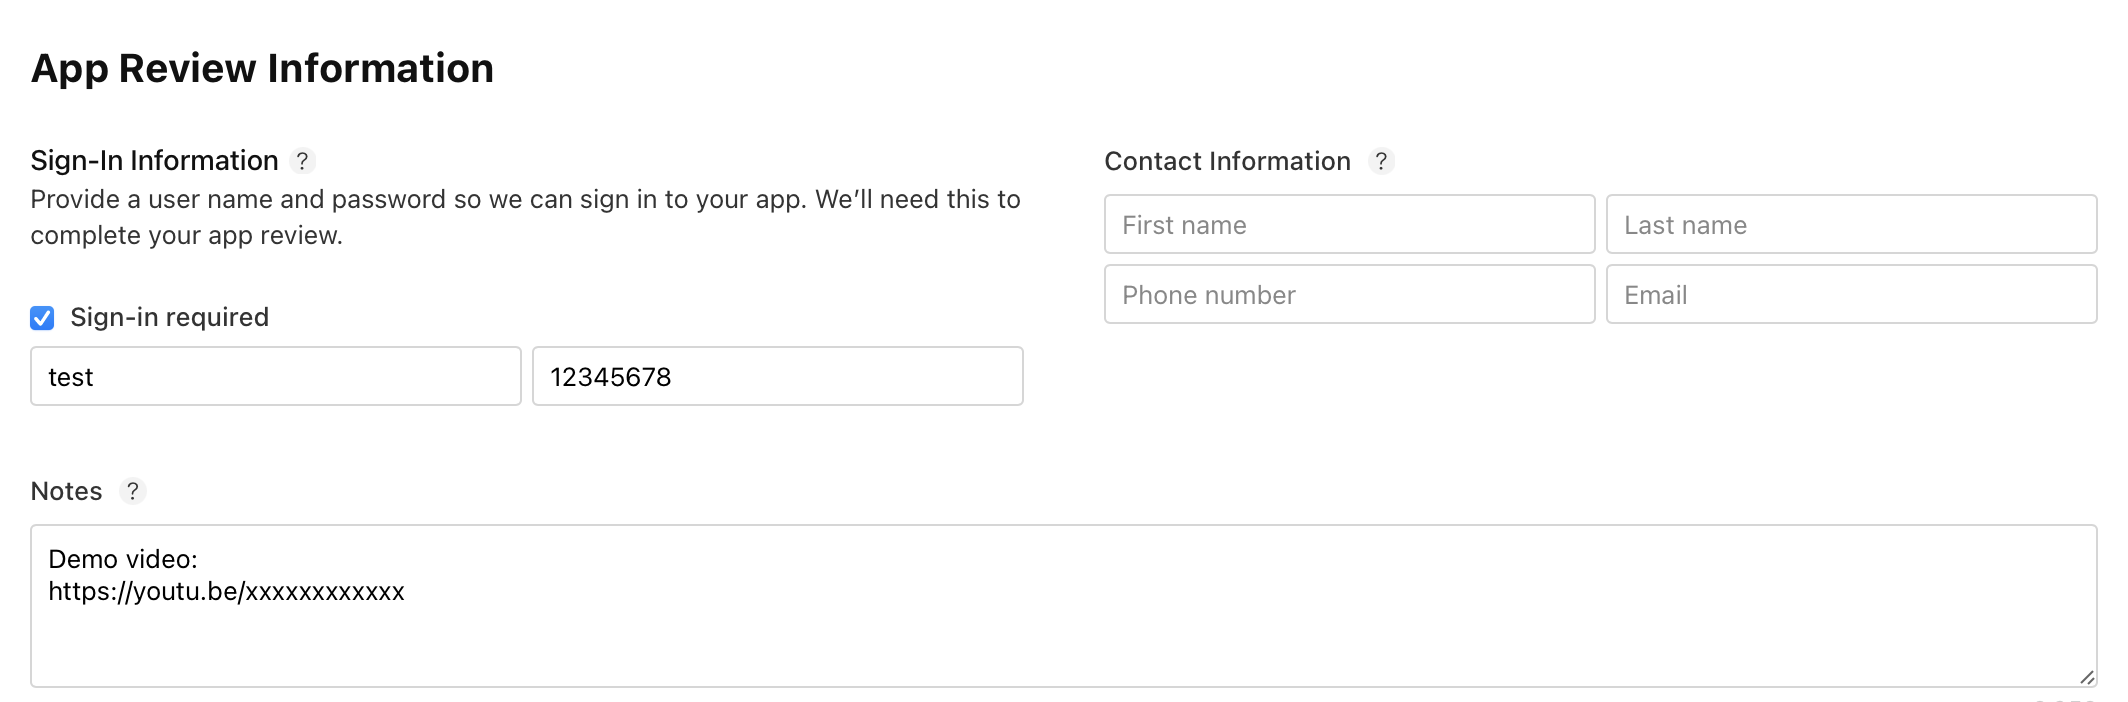 App Review Information
Sign-In Information ?
Provide a user name and password so we can sign in to your app. We’ll need this to
complete your app review.
Sign-in required
test
12345678
Contact Information ?
First name
Last name
Phone number
Email
Notes ?
Demo video:
https://youtu.be/xxxxxxxxxxxx